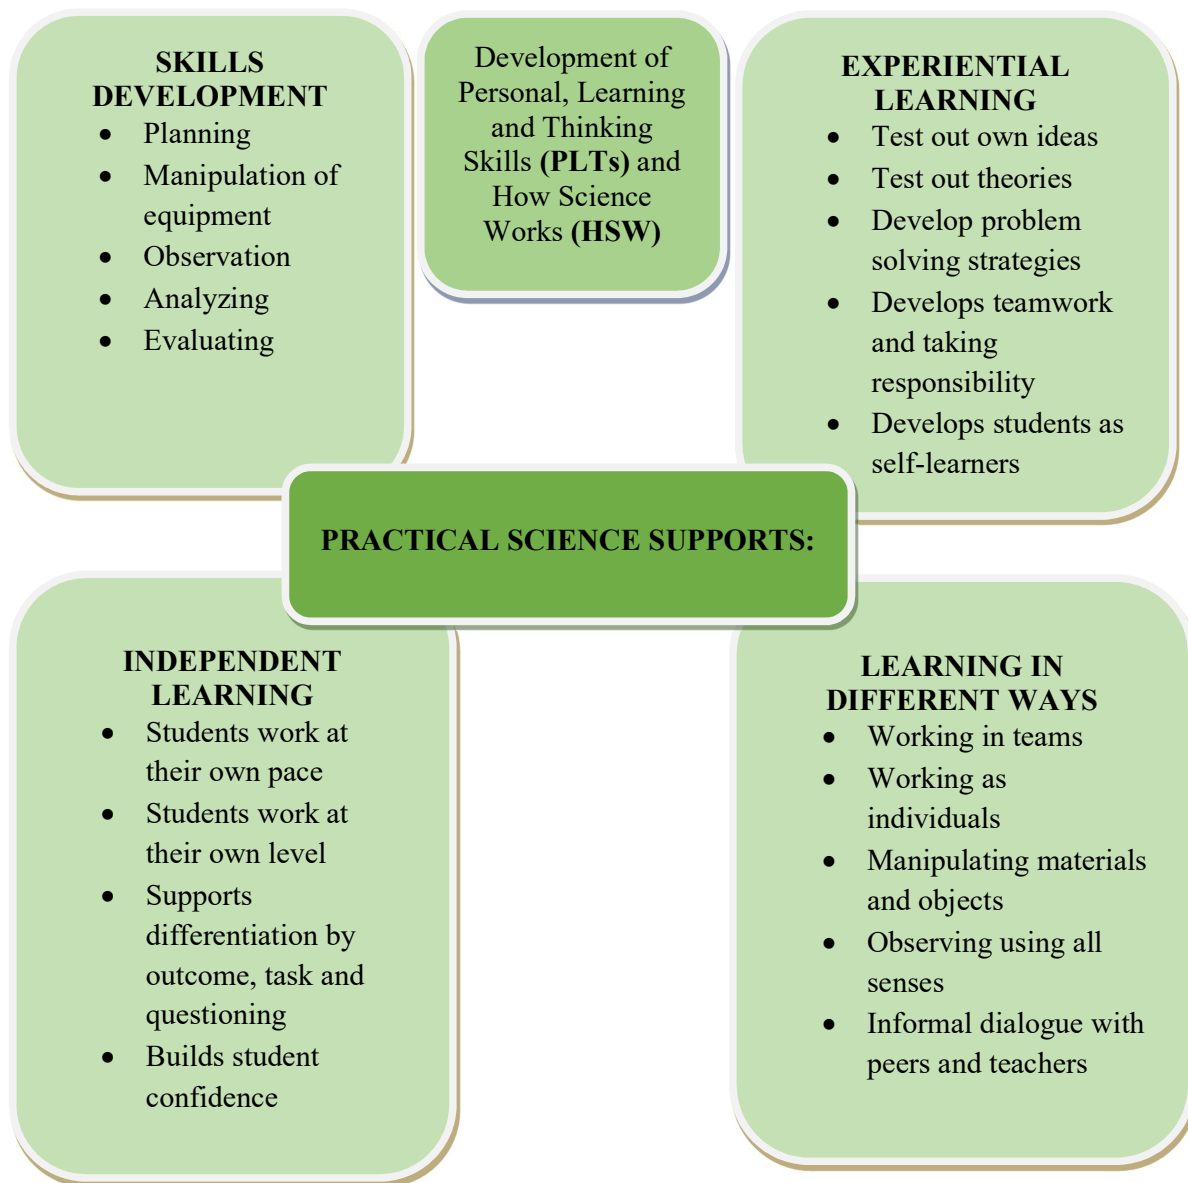 SKILLS
DEVELOPMENT
• Planning
• Manipulation of
equipment
• Observation
• Analyzing
• Evaluating
Development of
Personal, Learning
and Thinking
Skills (PLTs) and
How Science
Works (HSW)
EXPERIENTIAL
LEARNING
• Test out own ideas
• Test out theories
• Develop problem
solving strategies
• Develops teamwork
and taking
responsibility
• Develops students as
self-learners
PRACTICAL SCIENCE SUPPORTS:
INDEPENDENT
LEARNING
• Students work at
their own pace
• Students work at
their own level
• Supports
differentiation by
outcome, task and
questioning
• Builds student
confidence
LEARNING IN
DIFFERENT WAYS
• Working in teams
• Working as
individuals
• Manipulating materials
and objects
• Observing using all
senses
• Informal dialogue with
peers and teachers